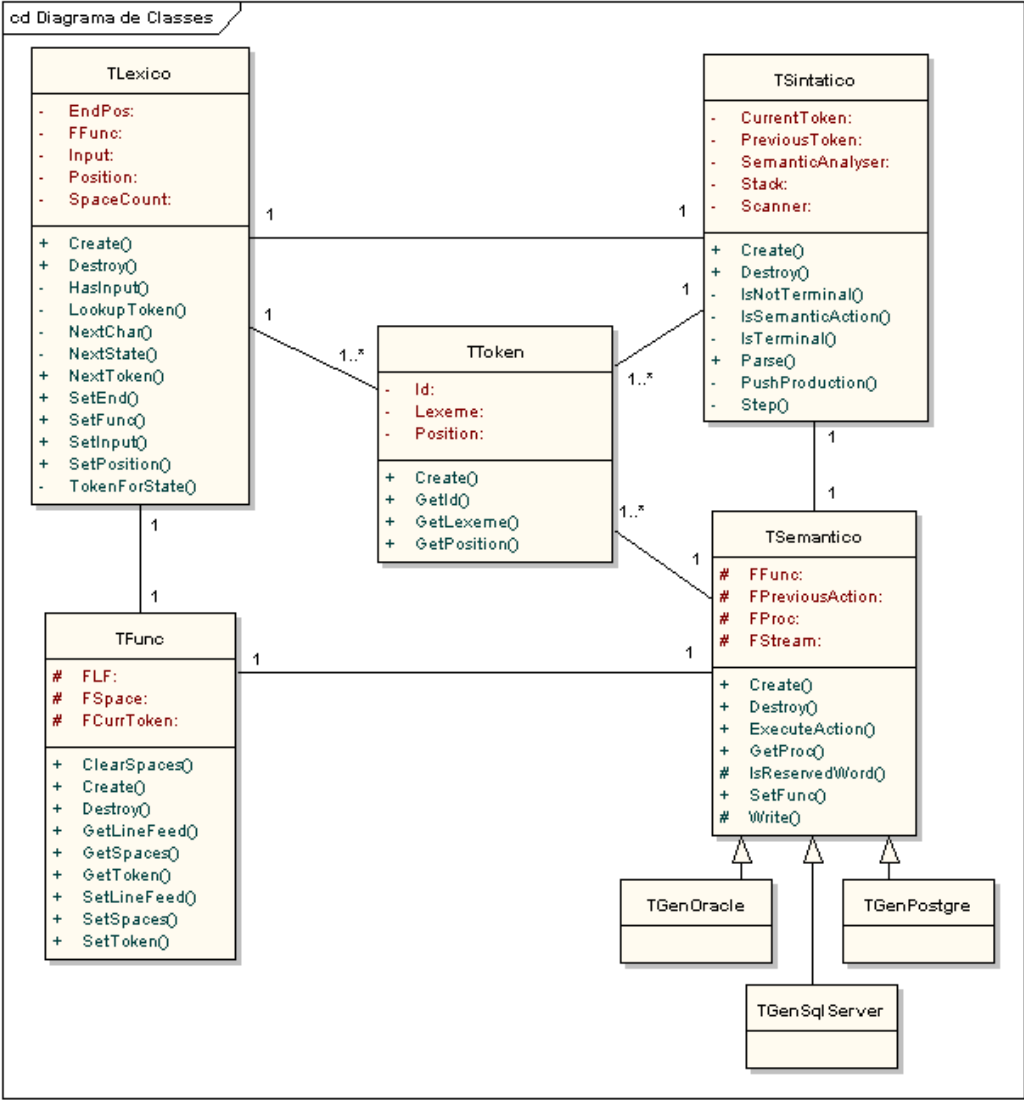 cd Diagrama de Classes
TLexico
- EndPos:
- FFunc:
- Input:
- Position:
- SpaceCount:
+ Create()
+ Destroy()
- HasInput()
- LookupToken()
- NextChar()
- NextState()
+ NextToken()
+ SetEnd()
+ SetFunc()
+ SetInput()
+ SetPosition()
- TokenForState()
TSintatico
- CurrentToken:
- PreviousToken:
- SemanticAnalyser:
- Stack:
- Scanner:
+ Create()
+ Destroy()
- IsNotTerminal()
- IsSemanticAction()
- IsTerminal()
+ Parse()
- PushProduction()
- Step()
1
1
1
1..*
1
1..*
TToken
- Id:
- Lexeme:
- Position:
+ Create()
+ GetId()
+ GetLexeme()
+ GetPosition()
1
1
1..*
1
1
1
TFunc
# FLF:
# FSpace:
# FCurrToken:
+ ClearSpaces()
+ Create()
+ Destroy()
+ GetLineFeed()
+ GetSpaces()
+ GetToken()
+ SetLineFeed()
+ SetSpaces()
+ SetToken()
1
1
TSemantico
# FFunc:
# FPreviousAction:
# FProc:
# FStream:
+ Create()
+ Destroy()
+ ExecuteAction()
+ GetProc()
# IsReservedWord()
+ SetFunc()
# Write()
TGenOracle
TGenPostgre
TGenSqlServer